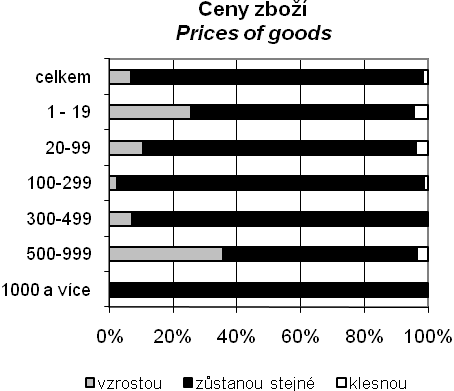 Ceny zboží
Prices of goods
celkem
1 - 19
20-99
100-299
300-499
500-999
1000 a více
0% 20% 40% 60% 80% 100%
vzrostou zůstanou stejné klesnou